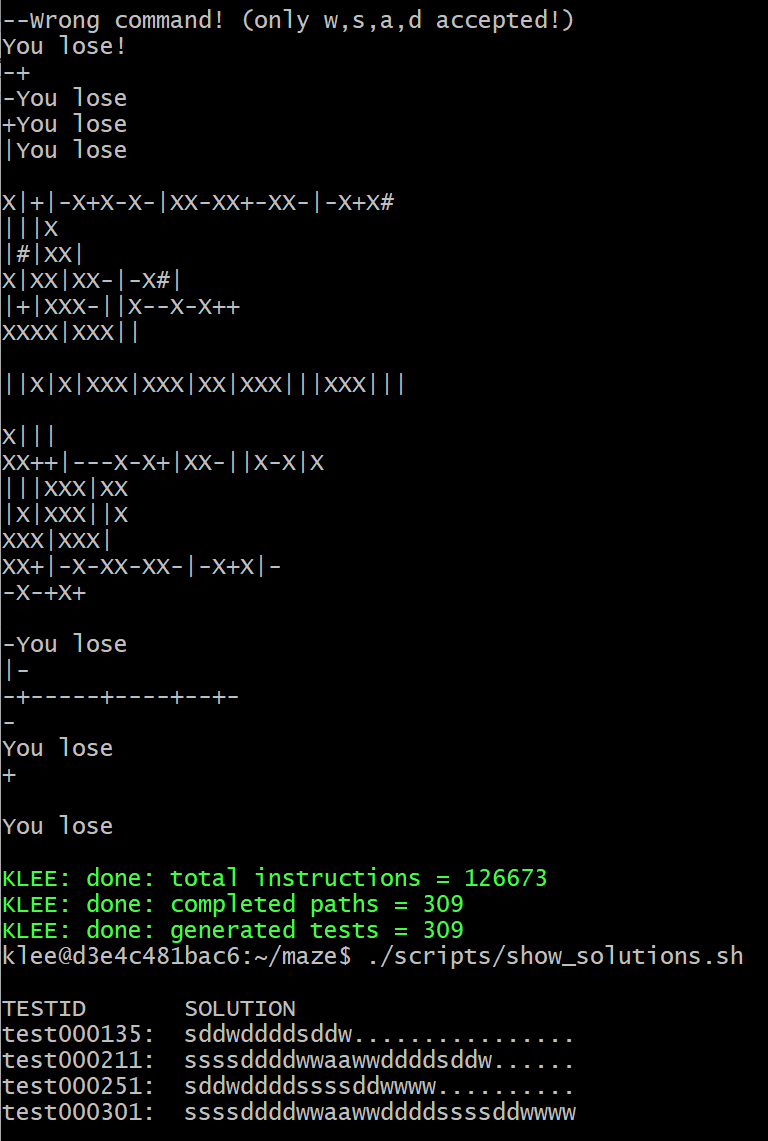 --Wrong command! (only w,s,a,d accepted!)
You lose!
-+
-You lose
+You lose
|You lose
X|+|-X+X-X-|XX-XX+-XX-|-X+X#
|||X
|#|XX|
X|XX|XX-|-X#|
|+|XXX-||X--X-X++
XXXX|XXX||
||X|X|XXX|XXX|XX|XXX|||XXX|||
X|||
XX++|---X-X+|XX-||X-X|X
|||XXX|XX
|X|XXX||X
XXX|XXX|
XX+|-X-XX-XX-|-X+X|-
-X-+X+
-You lose
|-
-+-----+----+--+-
-
You lose
+
You lose
KLEE: done: total instructions = 126673
KLEE: done: completed paths = 309
KLEE: done: generated tests = 309
klee@d3e4c481bac6:~/maze$ ./scripts/show_solutions.sh
TESTID       SOLUTION
test000135:  sddwddddsddw................
test000211:  ssssddddwwaawwddddsddw......
test000251:  sddwddddssssddwwww..........
test000301:  ssssddddwwaawwddddssssddwwww